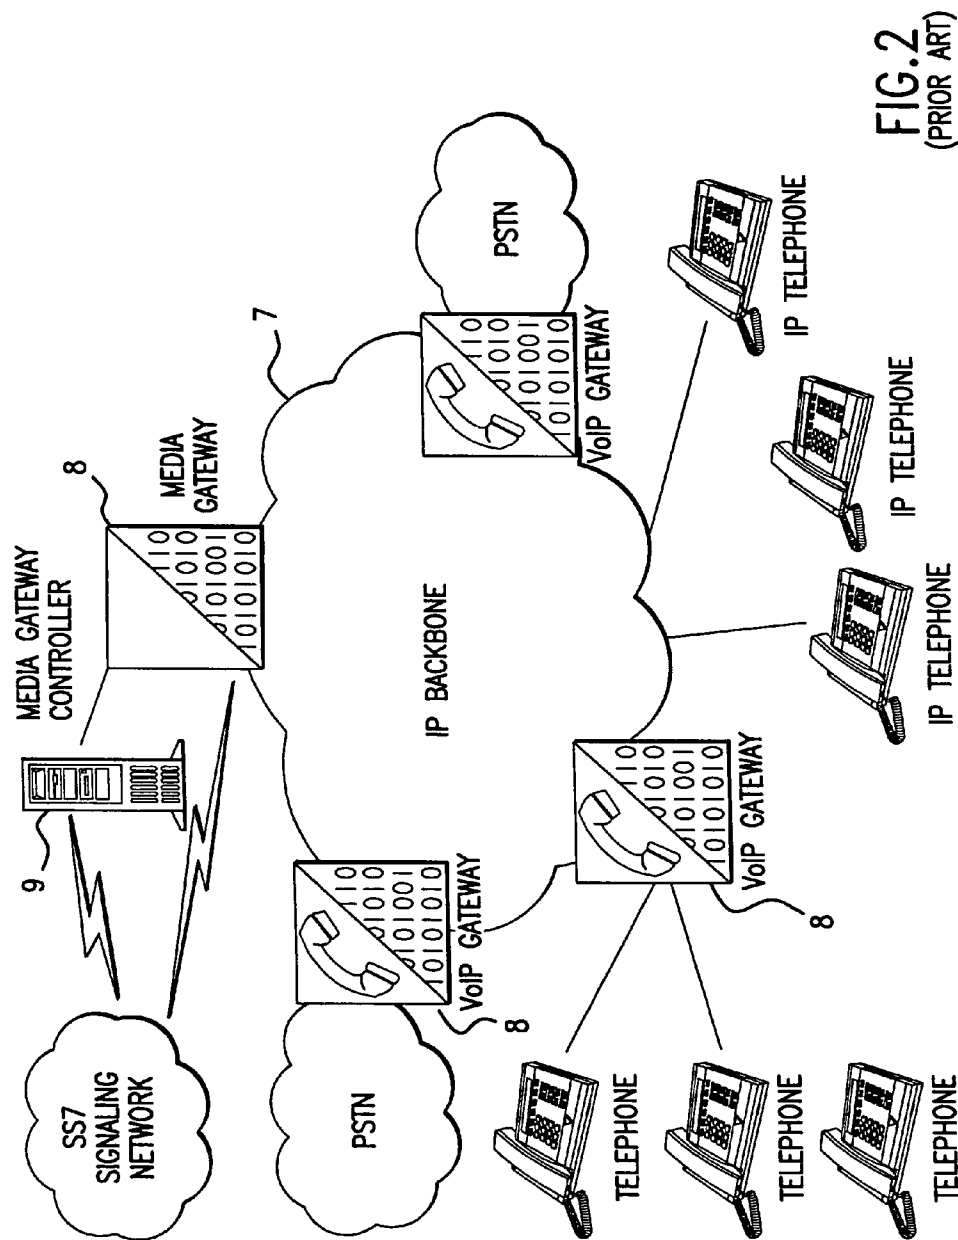 MEDIA GATEWAY
CONTROLLER
9
8
SS7
SIGNALING
NETWORK
MEDIA
GATEWAY
7
PSTN
IP BACKBONE
VoIP GATEWAY
8
PSTN
VoIP GATEWAY
TELEPHONE
VoIP GATEWAY
8
TELEPHONE
IP TELEPHONE
IP TELEPHONE
IP TELEPHONE
TELEPHONE
FIG.2
(PRIOR ART)